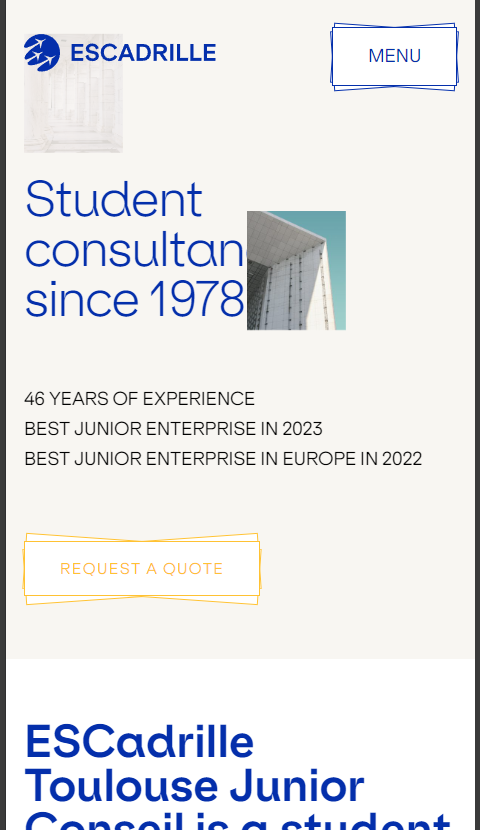 ESCADRILLE
MENU
Student
consultan
since 1978
46 YEARS OF EXPERIENCE
BEST JUNIOR ENTERPRISE IN 2023
BEST JUNIOR ENTERPRISE IN EUROPE IN 2022
REQUEST A QUOTE
ESCadrille
Toulouse Junior
Conseil is a student